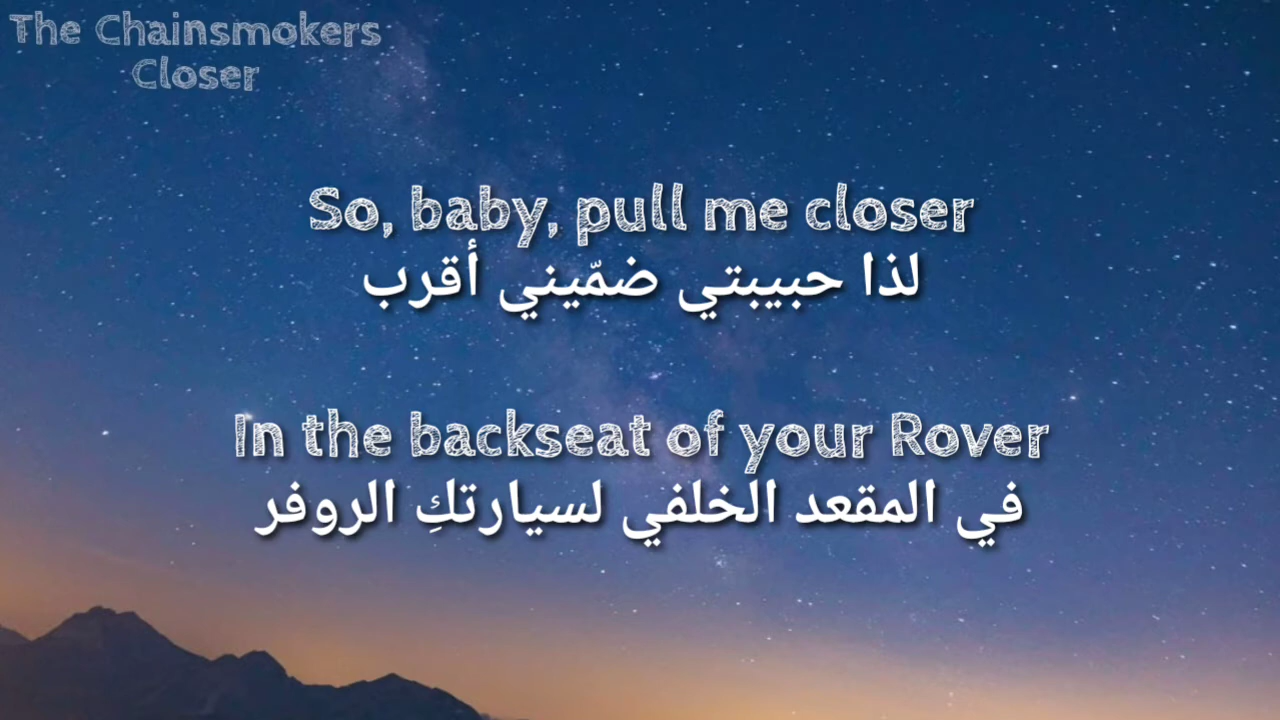 The Chainsmokers
Closer
So, baby, pull me closer
لذا حبيبتي ضمّيني أقرب
In the backseat of your Rover
في المقعد الخلفي لسيارتكِ الروفر